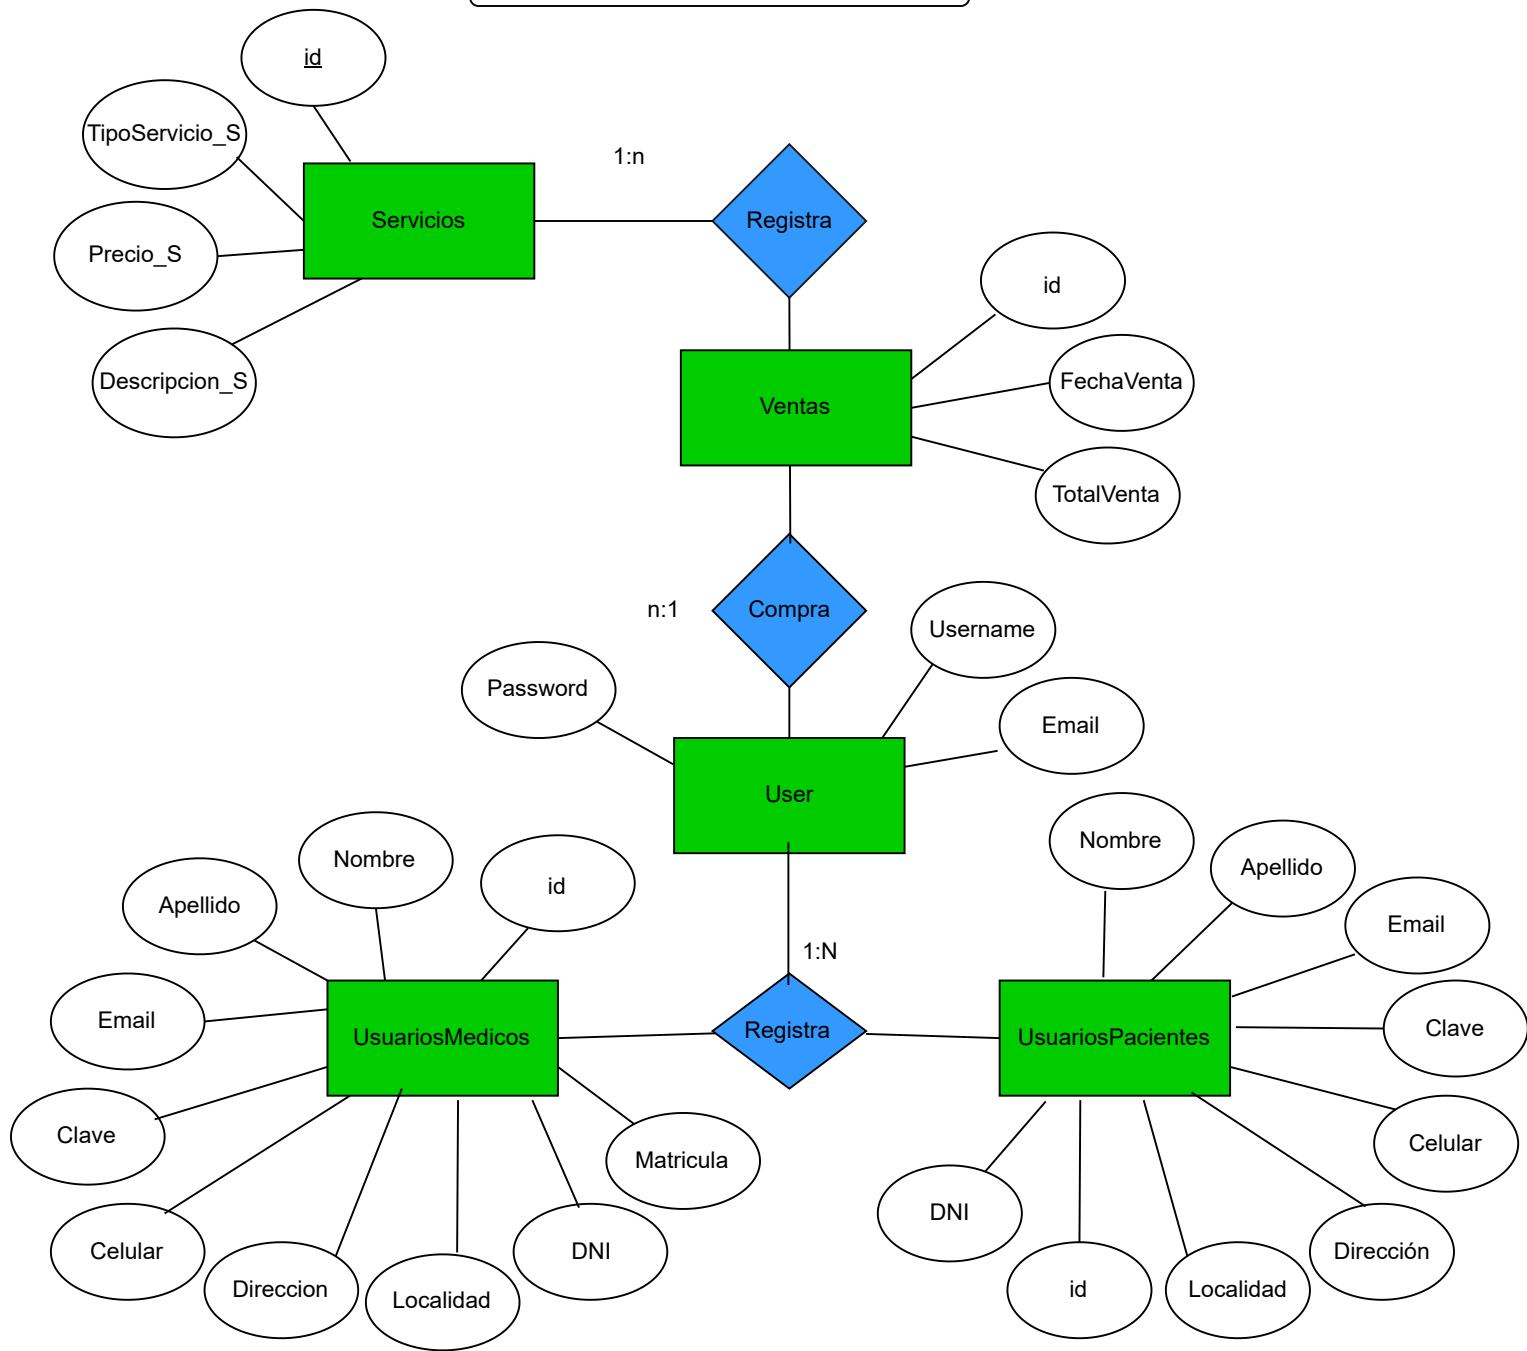 id
TipoServicio_S
1:n
Servicios
Registra
Precio_S
id
Descripcion_S
FechaVenta
Ventas
TotalVenta
n:1
Compra
Username
Password
Email
User
Nombre
Nombre
Apellido
id
Apellido
Email
1:N
Email
Clave
UsuariosMedicos
Registra
UsuariosPacientes
Clave
Celular
Matricula
DNI
Celular
DNI
Dirección
Direccion
Localidad
id
Localidad